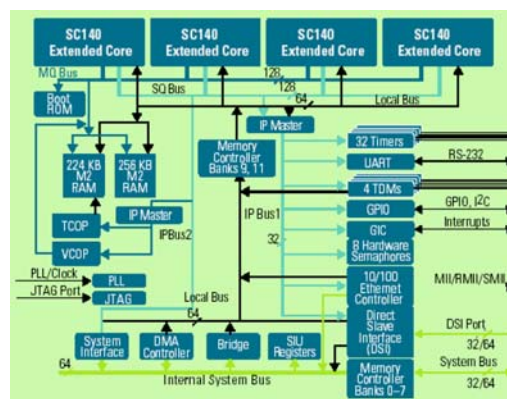 SC140
Extended Core
SC140
Extended Core
SC140
Extended Core
SC140
Extended Core
MQ Bus
128
128
SQ Bus
64
Local Bus
Boot
ROM
IP Master
Memory
Controller
Banks 9, 11
32 Timers
UART
RS-232
224 KB
M2
RAM
256 KB
M2
RAM
4 TDMs
IP Master
IP Bus1
GPIO
GPIO, I²C
TCOP
IPBus2
GIC
Interrupts
32
VCOP
8 Hardware
Semaphores
PLL/Clock
PLL
10/100
Ethernet
Controller
MII/RMII/SMII
JTAG Port
JTAG
Local Bus
64
Direct
Slave
Interface
(DSI)
DSI Port
32/64
System
Interface
DMA
Controller
Bridge
SIU
Registers
System Bus
32/64
64
Internal System Bus
Memory
Controller
Banks 0–7